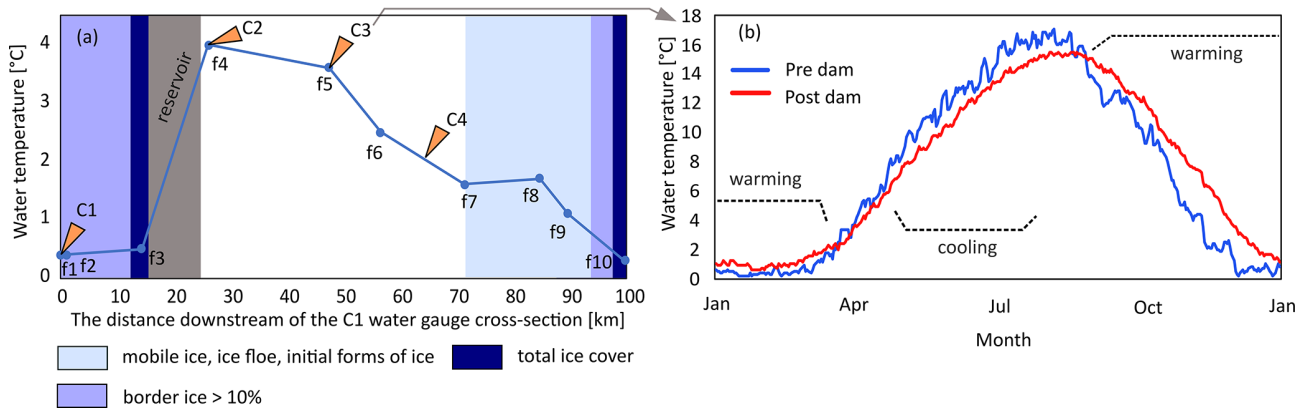 (a)
C1
C2
C3
C4
reservoir
f1
f2
f3
f4
f5
f6
f7
f8
f9
f10
Water temperature [°C]
4
3
2
1
0
0
10
20
30
40
50
60
70
80
90
100
The distance downstream of the C1 water gauge cross-section [km]
mobile ice, ice floe, initial forms of ice
total ice cover
border ice > 10%
(b)
Pre dam
Post dam
warming
warming
cooling
Water temperature [°C]
18
16
14
12
10
8
6
4
2
0
Jan
Apr
Jul
Oct
Jan
Month